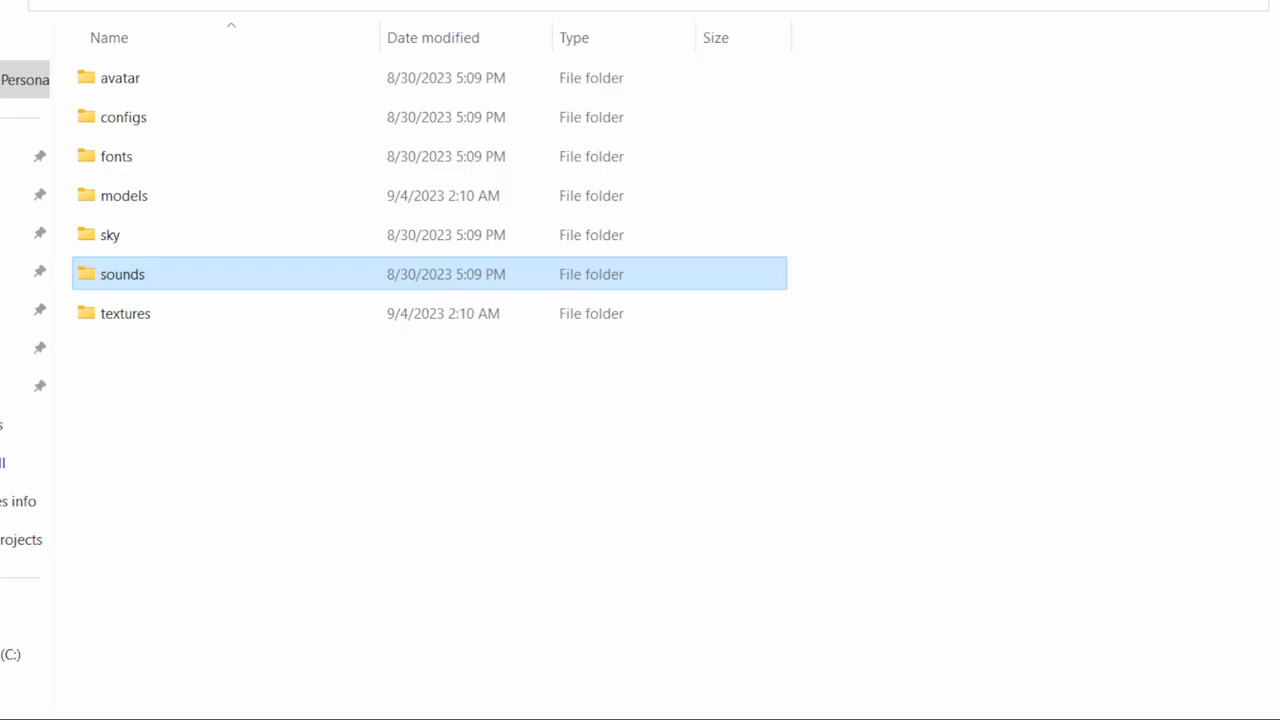 Name Date modified Type Size
avatar 8/30/2023 5:09 PM File folder
Persona
configs 8/30/2023 5:09 PM File folder
fonts 8/30/2023 5:09 PM File folder
models 9/4/2023 2:10 AM File folder
sky 8/30/2023 5:09 PM File folder
sounds 8/30/2023 5:09 PM File folder
textures 9/4/2023 2:10 AM File folder
s
es info
rojects
(C:)